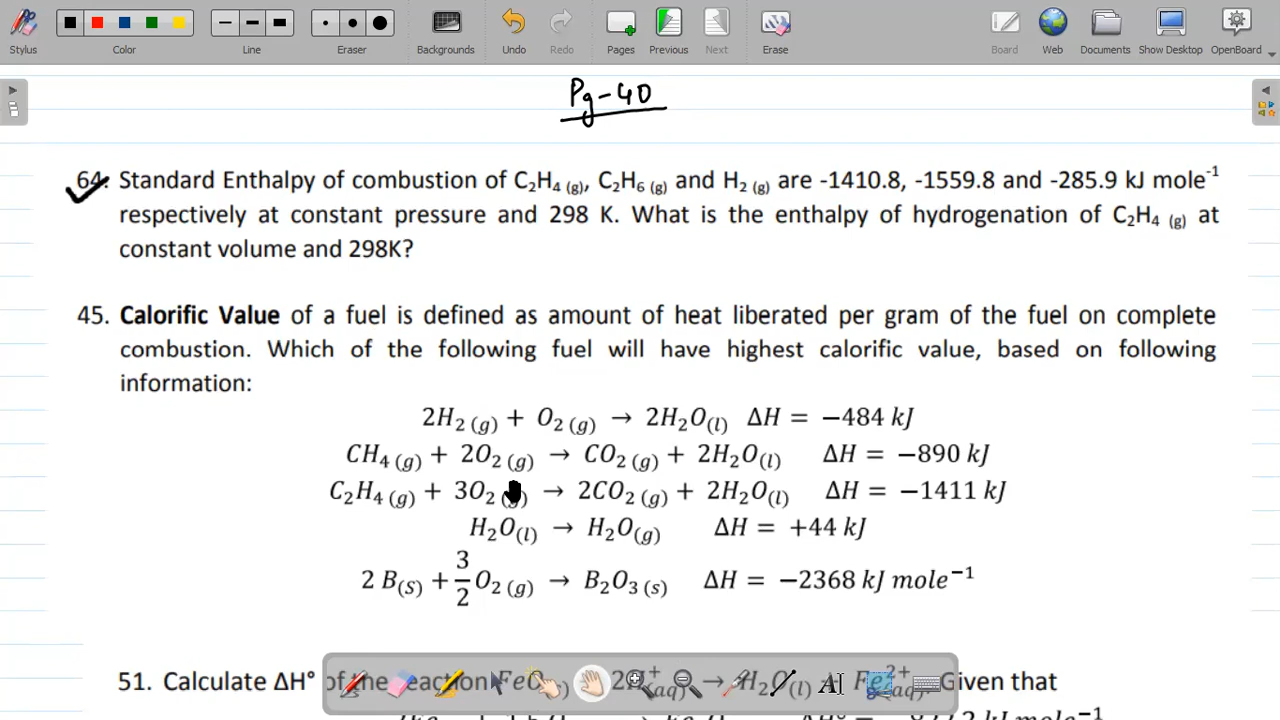 Stylus Color Line Eraser Backgrounds Undo Redo Pages Previous Next Erase Board Web Documents Show Desktop OpenBoard
Pg-40
64. Standard Enthalpy of combustion of C₂H₄ (g), C₂H₆ (g) and H₂ (g) are -1410.8, -1559.8 and -285.9 kJ mole⁻¹
respectively at constant pressure and 298 K. What is the enthalpy of hydrogenation of C₂H₄ (g) at
constant volume and 298K?
45. Calorific Value of a fuel is defined as amount of heat liberated per gram of the fuel on complete
combustion. Which of the following fuel will have highest calorific value, based on following
information:
2H₂ (g) + O₂ (g) → 2H₂O(l) ΔH = −484 kJ
CH₄ (g) + 2O₂ (g) → CO₂ (g) + 2H₂O(l) ΔH = −890 kJ
C₂H₄ (g) + 3O₂ (g) → 2CO₂ (g) + 2H₂O(l) ΔH = −1411 kJ
H₂O(l) → H₂O(g) ΔH = +44 kJ
2 B(S) + 3/2 O₂ (g) → B₂O₃ (s) ΔH = −2368 kJ mole⁻¹
51. Calculate ΔH° of the reaction → H₂O(l) Given that